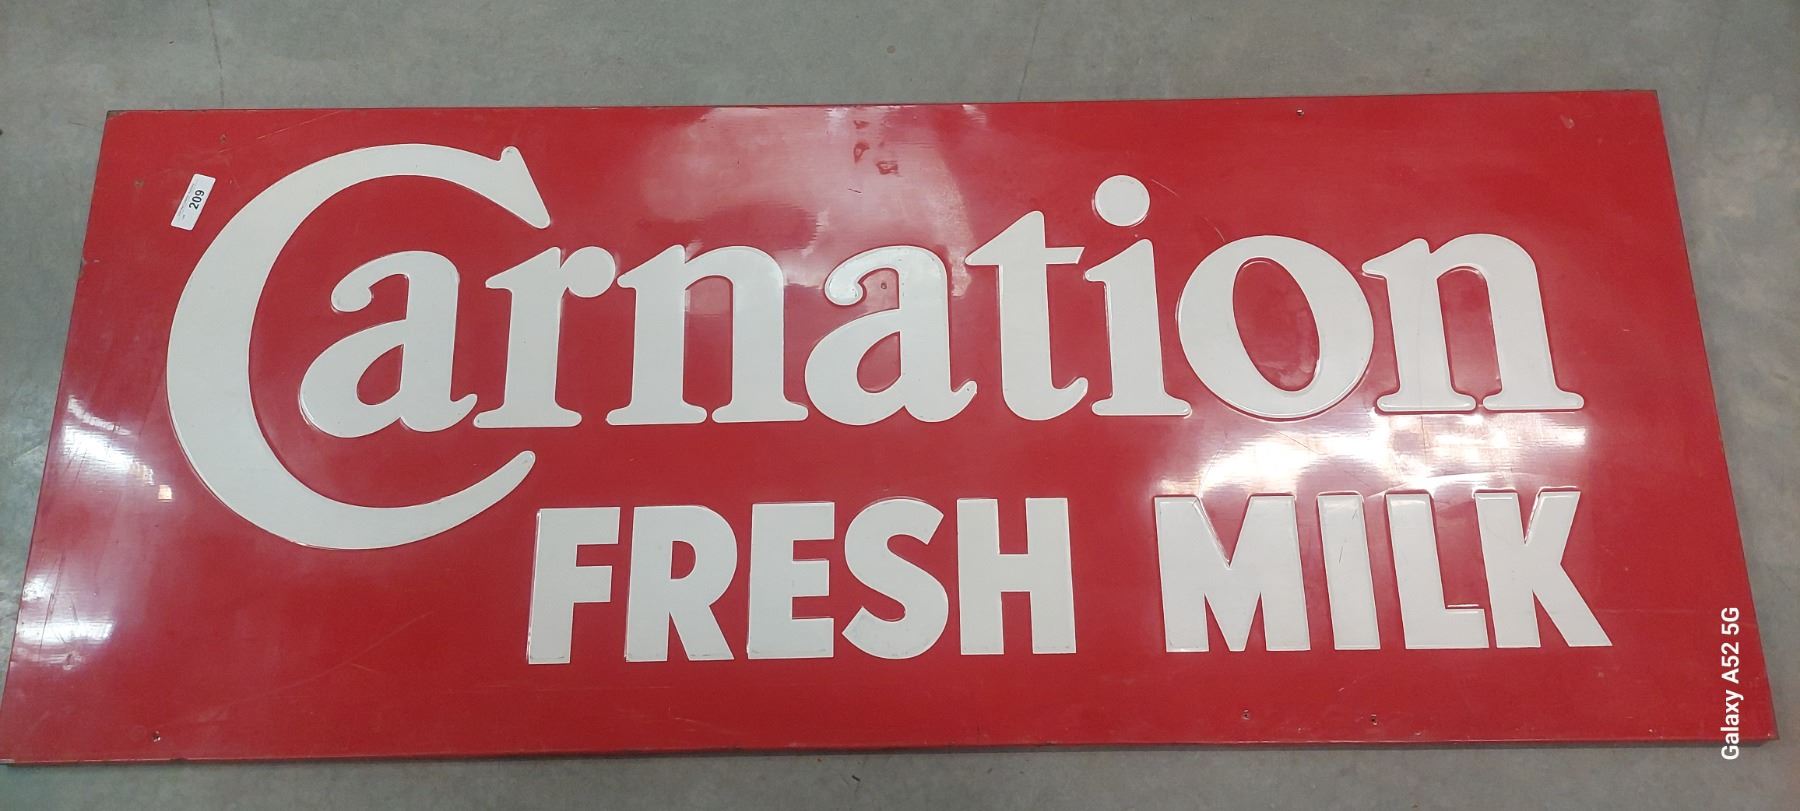 Carnation
FRESH MILK
209
Galaxy A52 5G